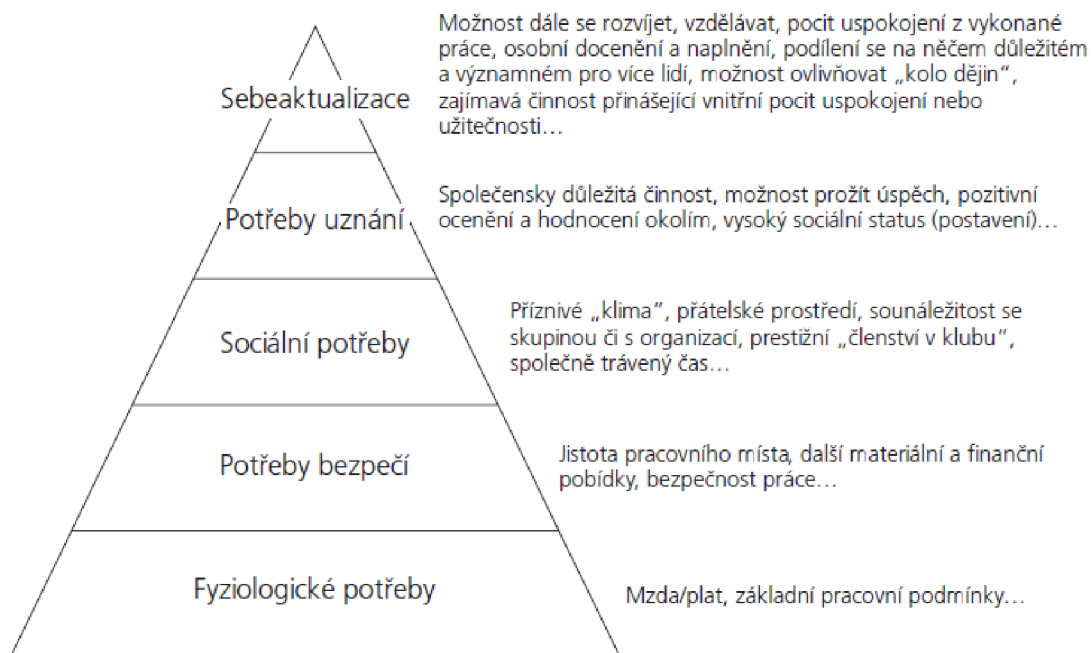 Možnost dále se rozvíjet, vzdělávat, pocit uspokojení z vykonané
práce, osobní docenění a naplnění, podílení se na něčem důležitém
a významném pro více lidí, možnost ovlivňovat „kolo dějin“,
zajímavá činnost přinášející vnitřní pocit uspokojení nebo
užitečnosti…
Sebeaktualizace
Společensky důležitá činnost, možnost prožít úspěch, pozitivní
ocenění a hodnocení okolím, vysoký sociální status (postavení)…
Potřeby uznání
Příznivé „klima“, přátelské prostředí, sounáležitost se
skupinou či s organizací, prestižní „členství v klubu“,
společně trávený čas…
Sociální potřeby
Jistota pracovního místa, další materiální a finanční
pobídky, bezpečnost práce…
Potřeby bezpečí
Fyziologické potřeby
Mzda/plat, základní pracovní podmínky…